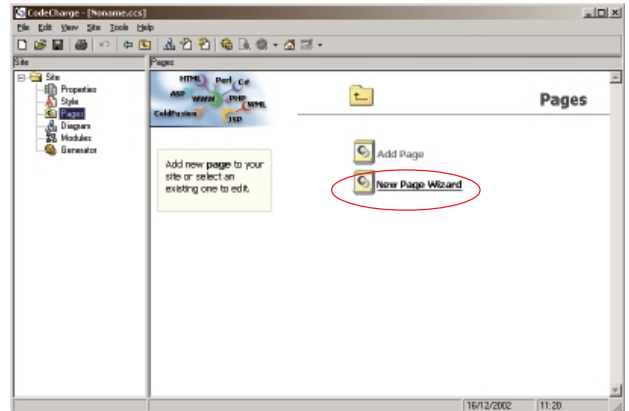 CodeCharge - [Noname.ccs]
File Edit View Site Tools Help
Site
Pages
Site
Properties
Style
Pages
Diagram
Modules
Generator
HTML Perl C#
ASP WWW PHP WML
ColdFusion JSP
Pages
Add new page to your
site or select an
existing one to edit.
Add Page
New Page Wizard
16/12/2002 11:20